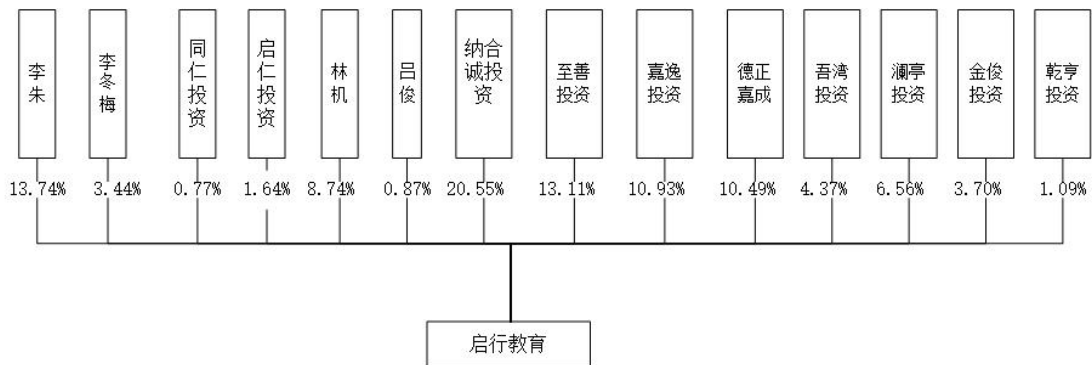 李朱
李冬梅
同仁投资
启仁投资
林机
吕俊
纳合
诚投
资
至善
投资
嘉逸
投资
德正
嘉成
吾湾
投资
澜亭
投资
金俊
投资
乾亨
投资
13.74% 3.44% 0.77% 1.64% 8.74% 0.87% 20.55% 13.11% 10.93% 10.49% 4.37% 6.56% 3.70% 1.09%
启行教育